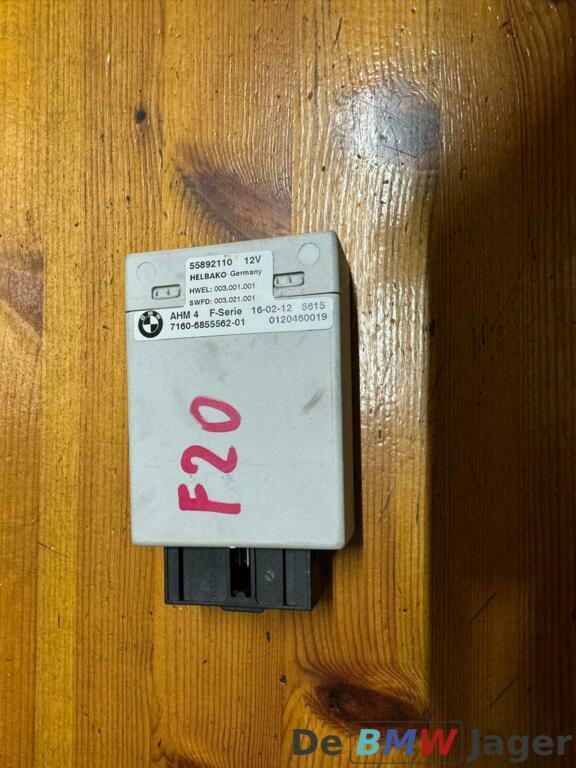 55892110 12V
HELBAKO Germany
HWEL: 003.001.001
SWFD: 003.021.001
BMW
AHM 4 F-Serie 16-02-12 5615
7160-6855562-01 0120460019
F20
De BMW Jager